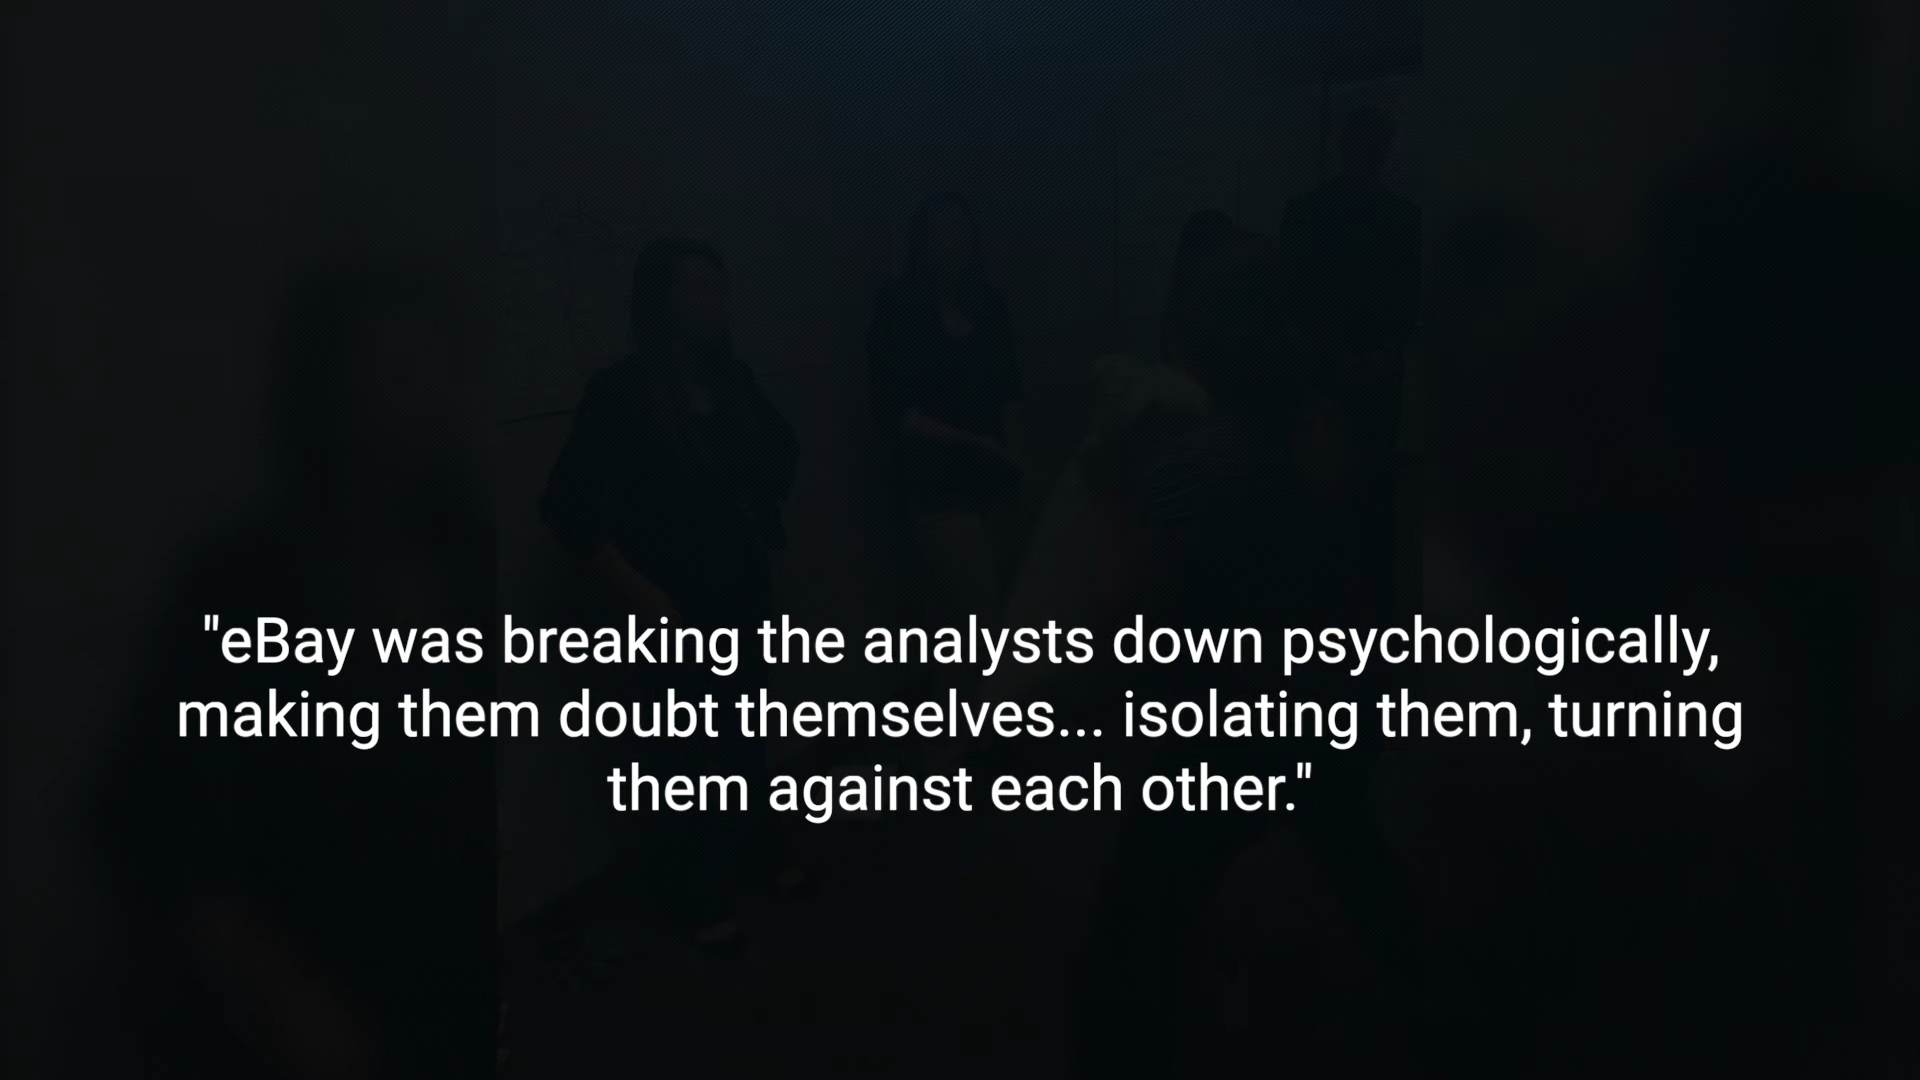 "eBay was breaking the analysts down psychologically,
making them doubt themselves... isolating them, turning
them against each other."